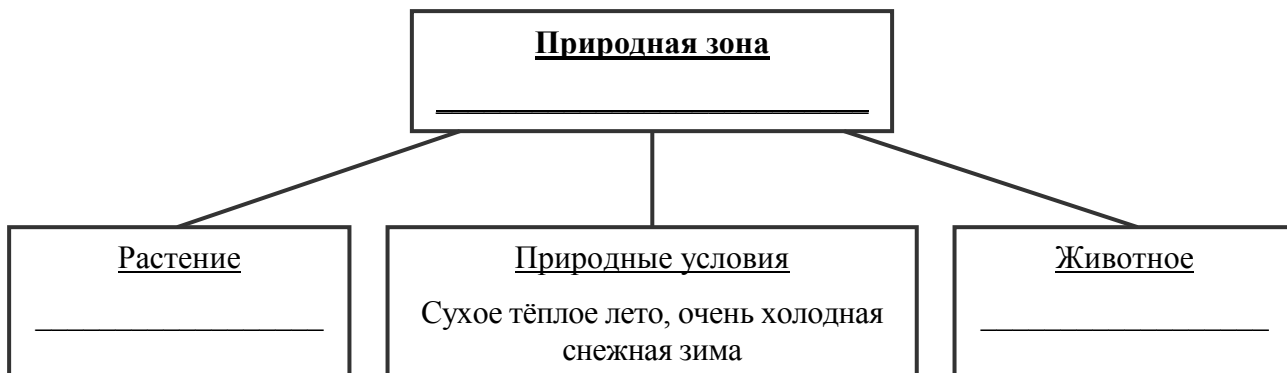 Природная зона
Растение
Природные условия
Животное
Сухое тёплое лето, очень холодная
снежная зима